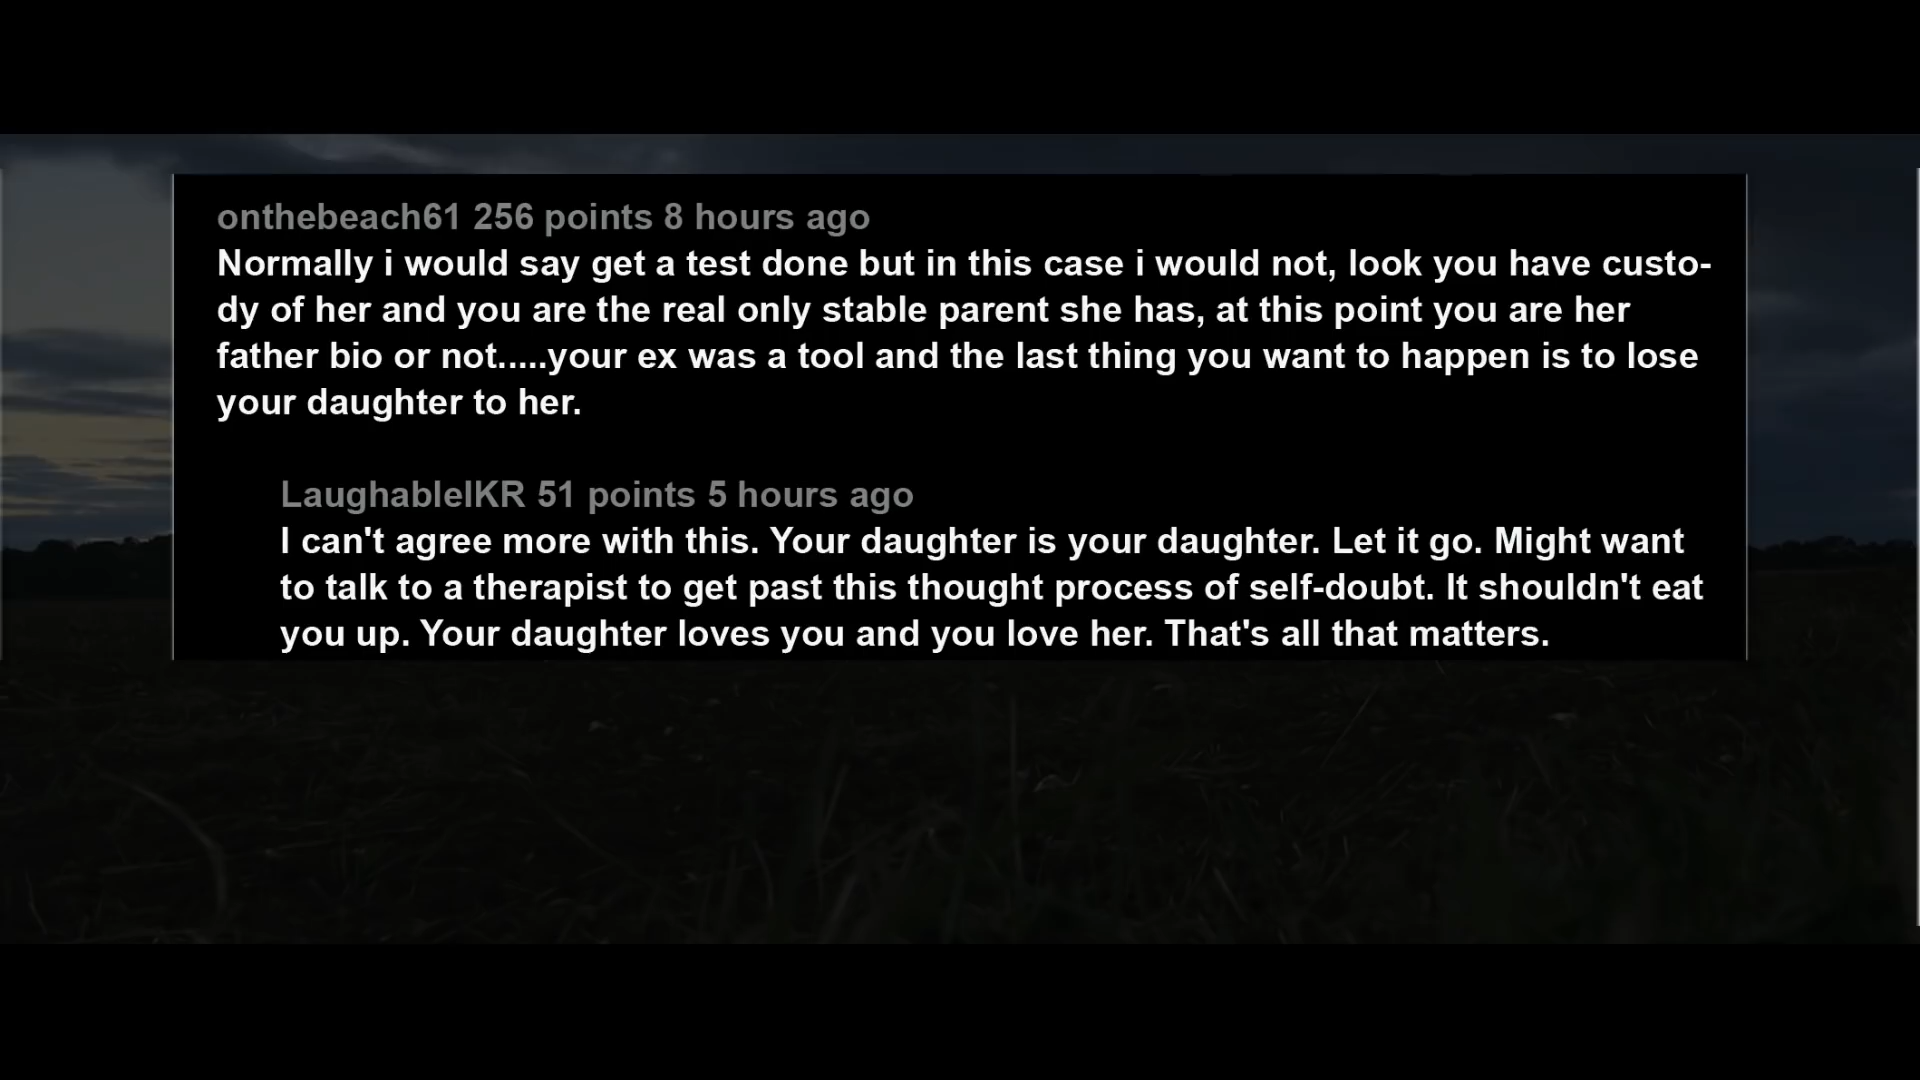 onthebeach61 256 points 8 hours ago
Normally i would say get a test done but in this case i would not, look you have custo-
dy of her and you are the real only stable parent she has, at this point you are her
father bio or not.....your ex was a tool and the last thing you want to happen is to lose
your daughter to her.
LaughableIKR 51 points 5 hours ago
I can't agree more with this. Your daughter is your daughter. Let it go. Might want
to talk to a therapist to get past this thought process of self-doubt. It shouldn't eat
you up. Your daughter loves you and you love her. That's all that matters.